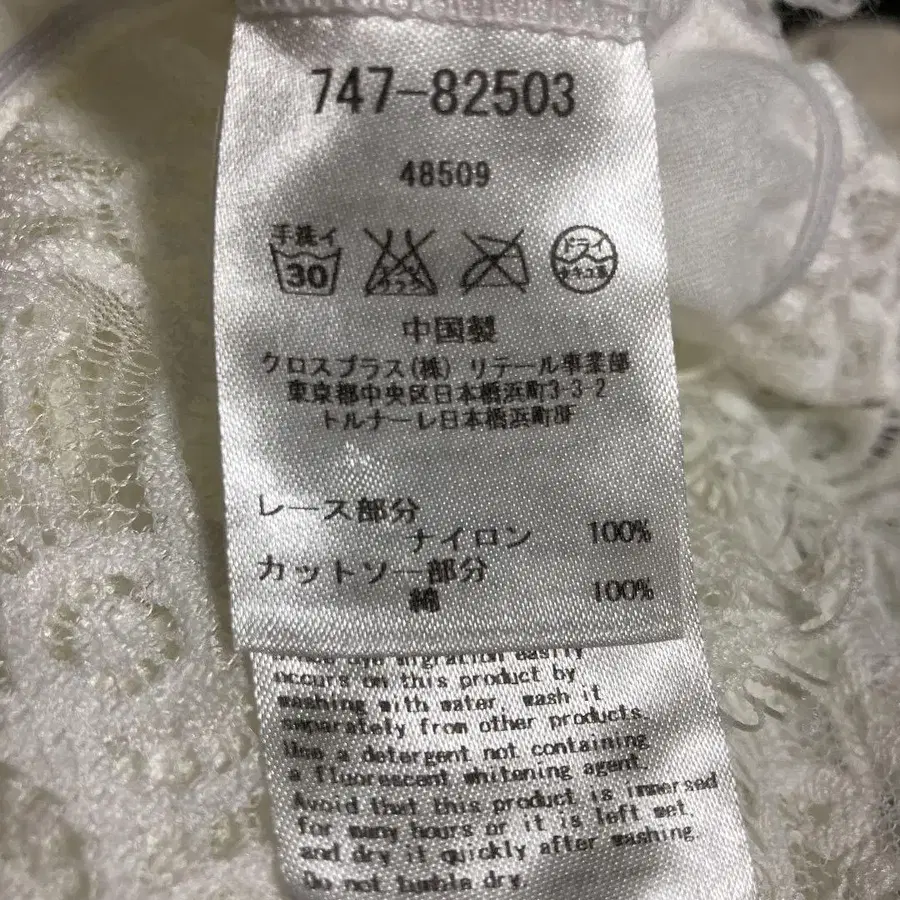 747-82503
48509
手洗イ
30
ドライ
中国製
クロスプラス(株) リテール事業部
東京都中央区日本橋浜町3-3-2
トルナーレ日本橋浜町8F
レース部分
ナイロン 100%
カットソー部分
綿 100%
migration easily
occurs on this product by
washing with water, wash it
separately from other products.
Use a detergent not containing
a fluorescent whitening agent.
Avoid that this product is immersed
for many hours or it is left wet,
and dry it quickly after washing.
Do not tumble dry.